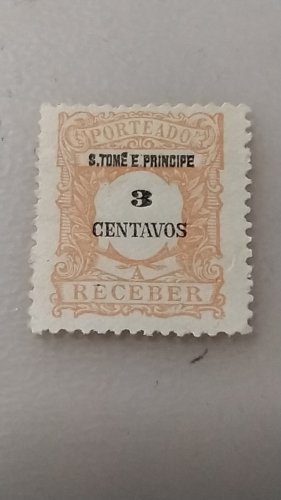 PORTEADO
S. TOMÉ E PRINCIPE
3
CENTAVOS
A
RECEBER